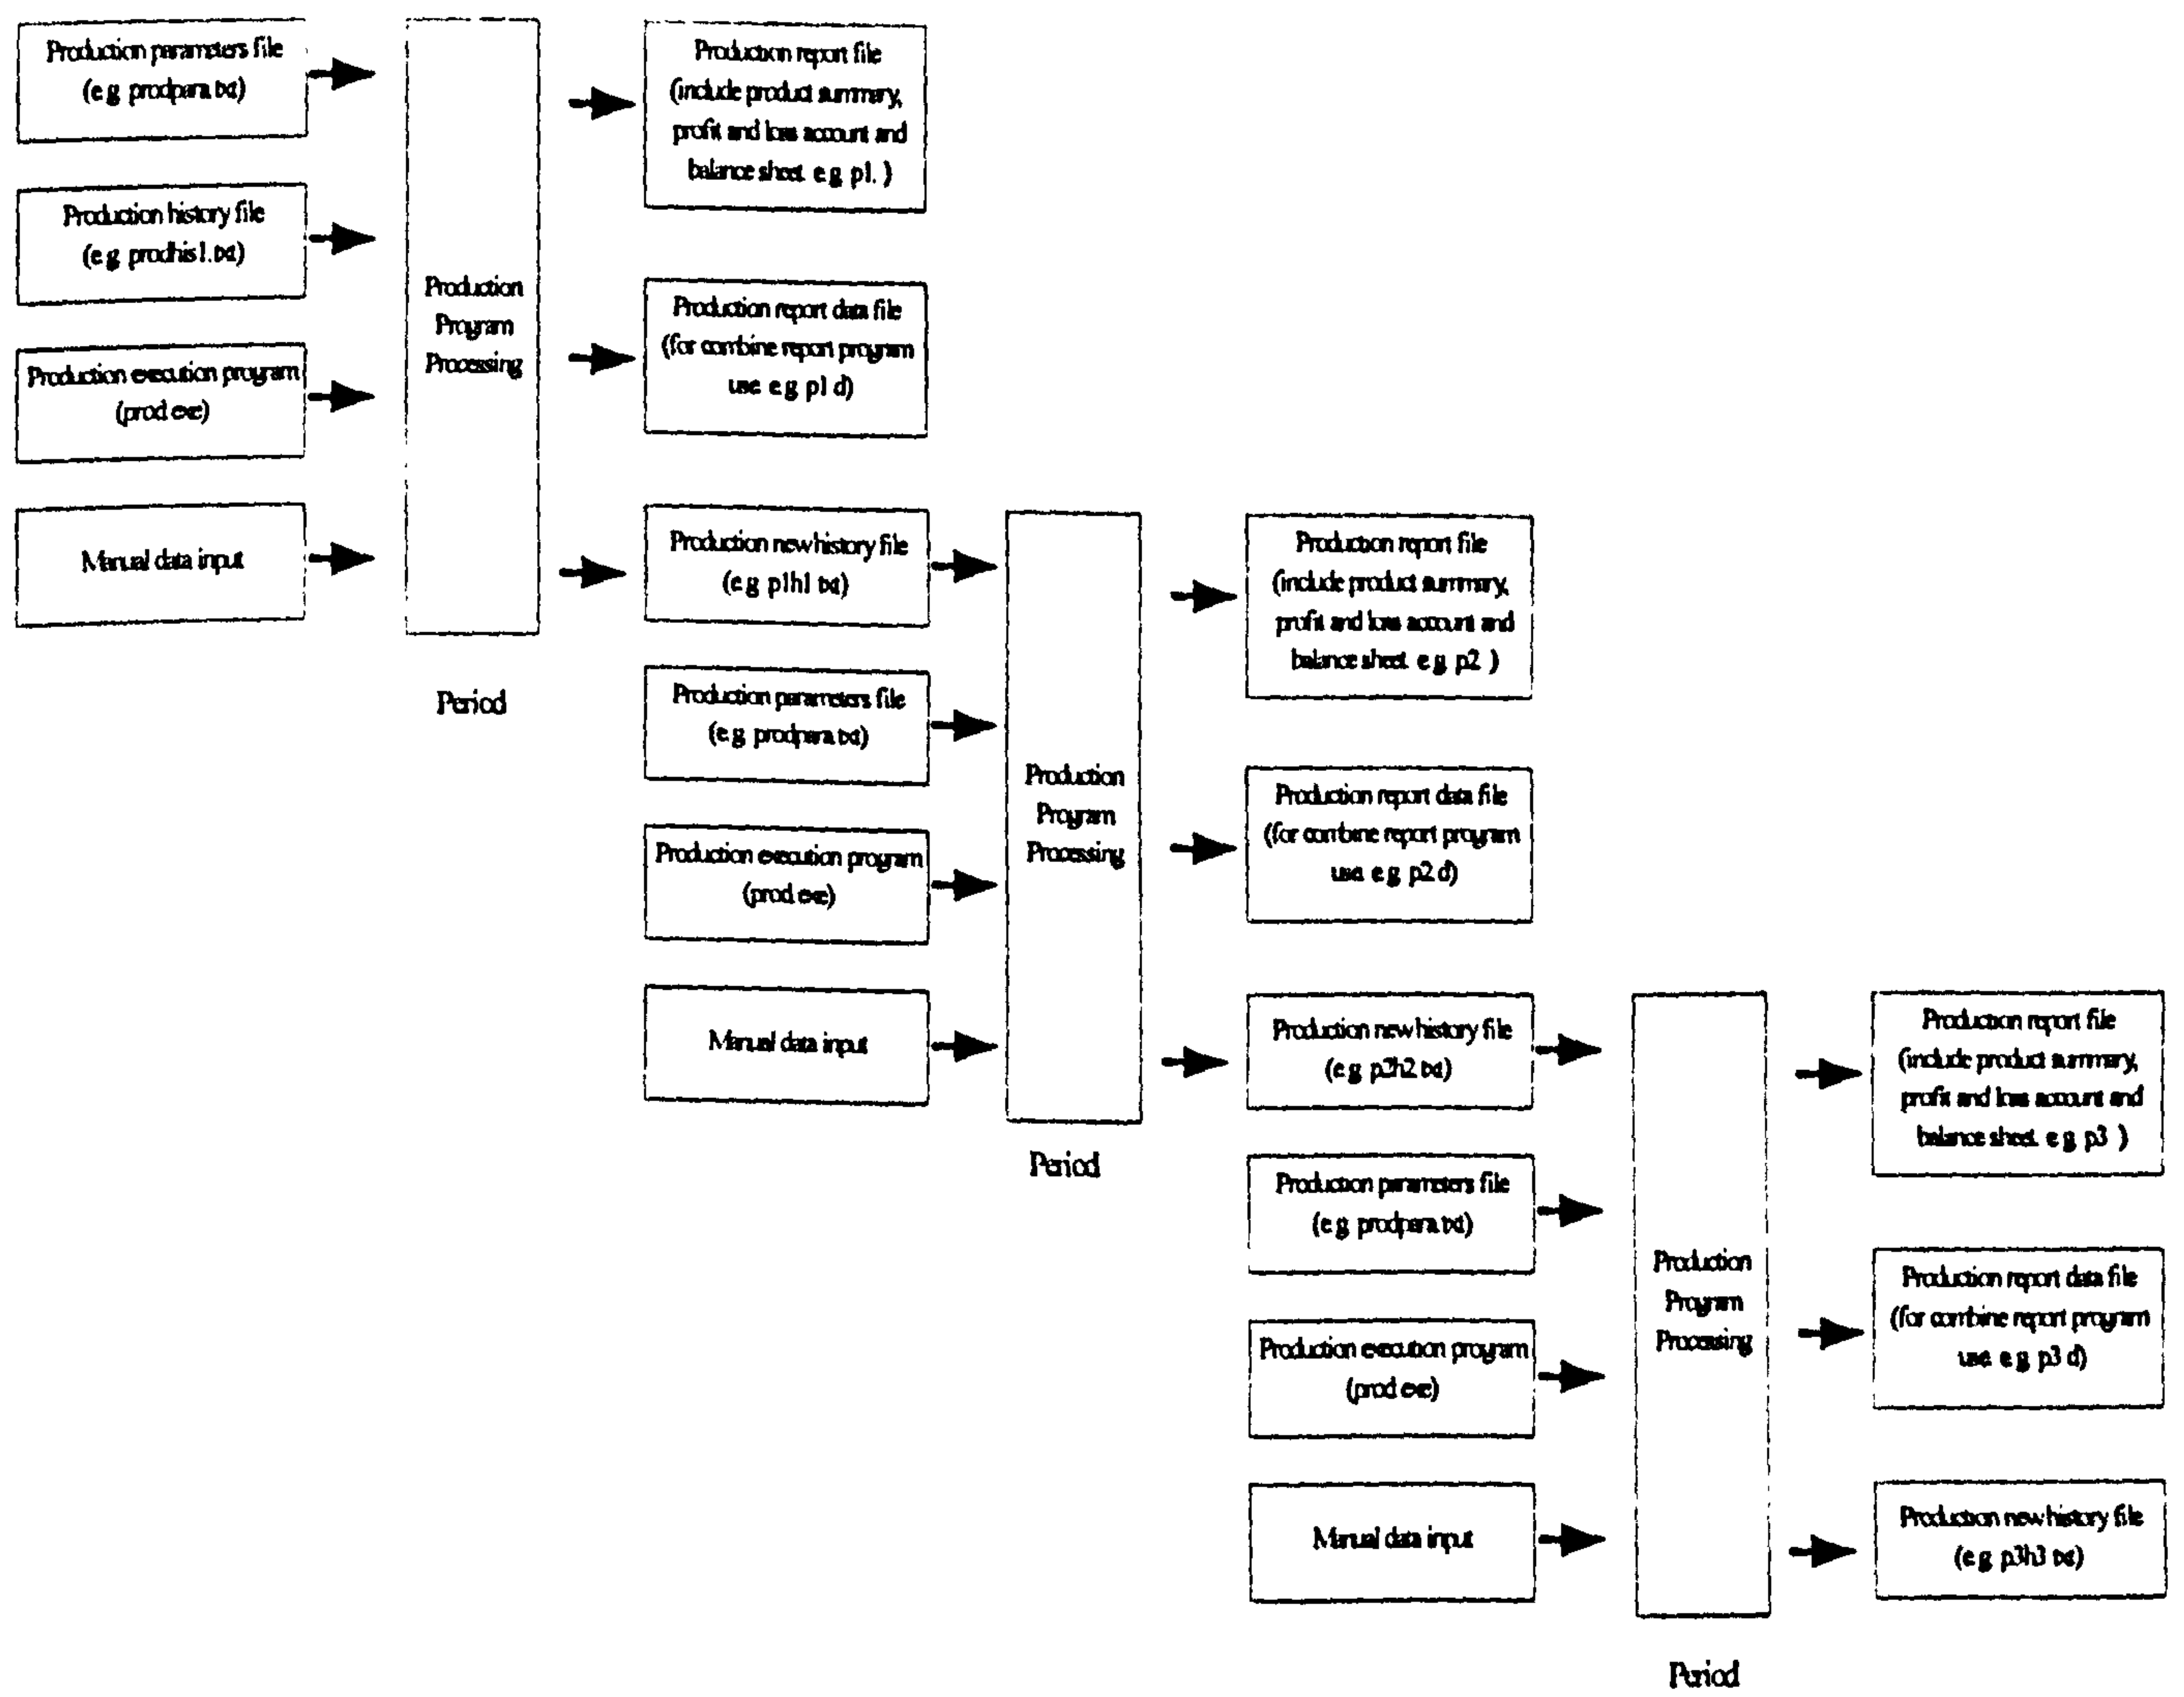 Production parameters file
(e.g. prodpara.txt)
Production history file
(e.g. prodhis1.txt)
Production execution program
(prod.exe)
Manual data input
Production
Program
Processing
Period
Production report file
(include product summary,
profit and loss account and
balance sheet. e.g. p1. )
Production report data file
(for combine report program
use. e.g. p1 d)
Production new history file
(e.g. p1h1.txt)
Production parameters file
(e.g. prodpara.txt)
Production execution program
(prod.exe)
Manual data input
Production
Program
Processing
Period
Production report file
(include product summary,
profit and loss account and
balance sheet. e.g. p2 )
Production report data file
(for combine report program
use. e.g. p2 d)
Production new history file
(e.g. p2h2.txt)
Production parameters file
(e.g. prodpara.txt)
Production execution program
(prod.exe)
Manual data input
Production
Program
Processing
Period
Production report file
(include product summary,
profit and loss account and
balance sheet. e.g. p3 )
Production report data file
(for combine report program
use. e.g. p3 d)
Production new history file
(e.g. p3h3.txt)